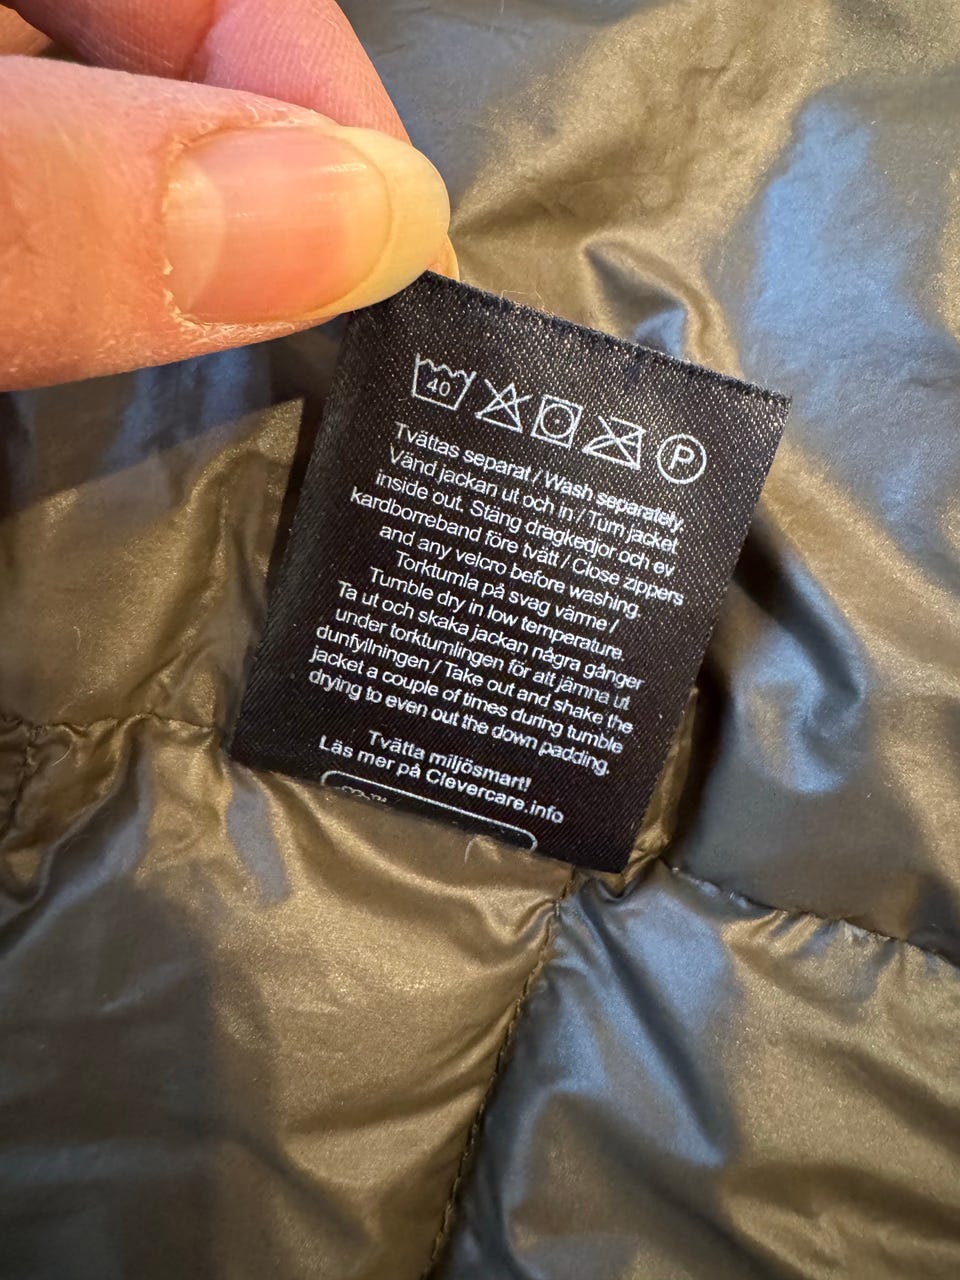 40 P
Tvättas separat / Wash separately.
Vänd jackan ut och in / Turn jacket
inside out. Stäng dragkedjor och ev
kardborreband före tvätt / Close zippers
and any velcro before washing.
Torktumla på svag värme /
Tumble dry in low temperature.
Ta ut och skaka jackan några gånger
under torktumlingen för att jämna ut
dunfyllningen / Take out and shake the
jacket a couple of times during tumble
drying to even out the down padding.
Tvätta miljösmart!
Läs mer på Clevercare.info